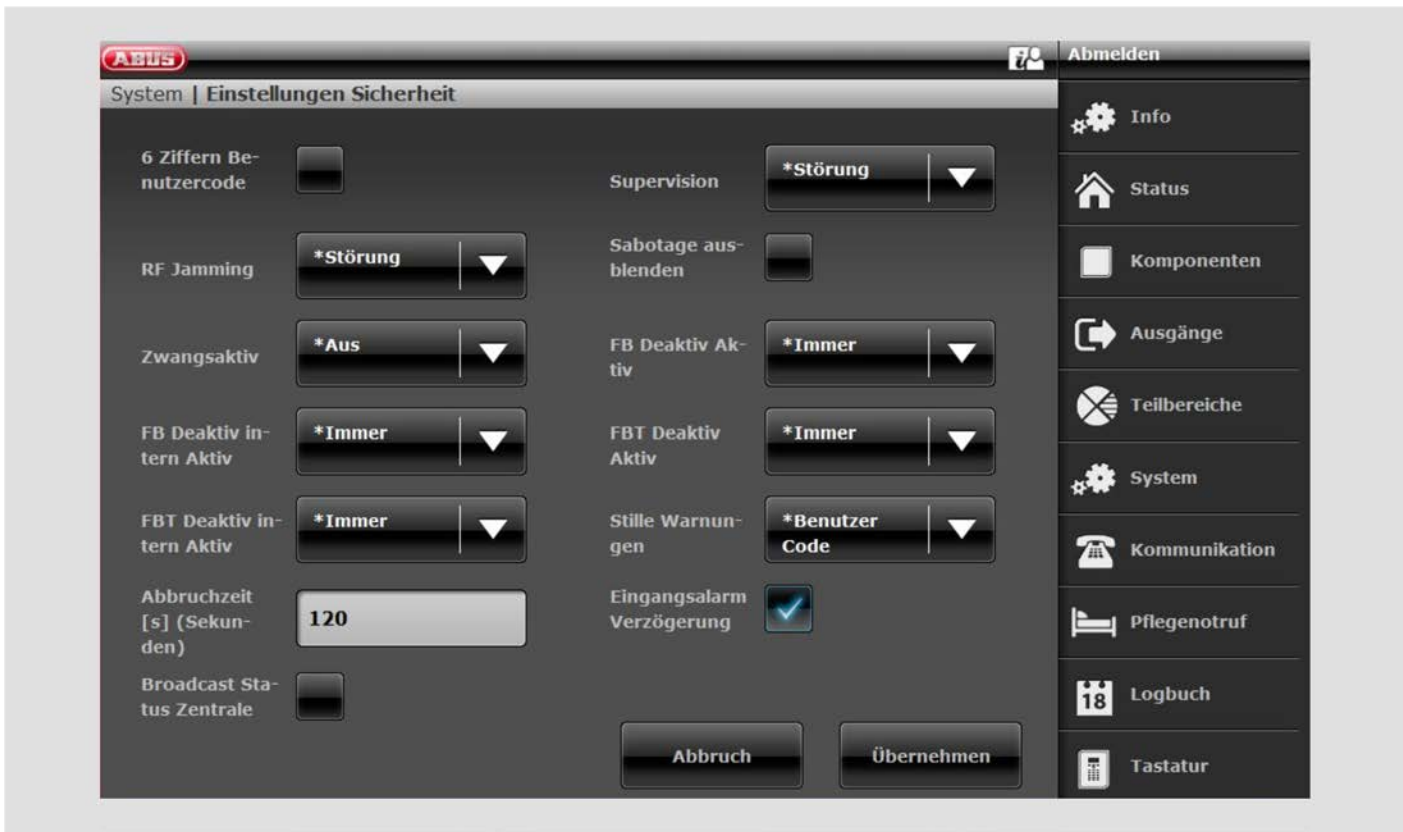 ABUS
Abmelden
System | Einstellungen Sicherheit
6 Ziffern Be-
nutzercode
Supervision
*Störung
RF Jamming
*Störung
Sabotage aus-
blenden
Zwangsaktiv
*Aus
FB Deaktiv Ak-
tiv
*Immer
FB Deaktiv in-
tern Aktiv
*Immer
FBT Deaktiv
Aktiv
*Immer
FBT Deaktiv in-
tern Aktiv
*Immer
Stille Warnun-
gen
*Benutzer
Code
Abbruchzeit
[s] (Sekun-
den)
120
Eingangsalarm
Verzögerung
Broadcast Sta-
tus Zentrale
Abbruch
Übernehmen
Info
Status
Komponenten
Ausgänge
Teilbereiche
System
Kommunikation
Pflegenotruf
18
Logbuch
Tastatur